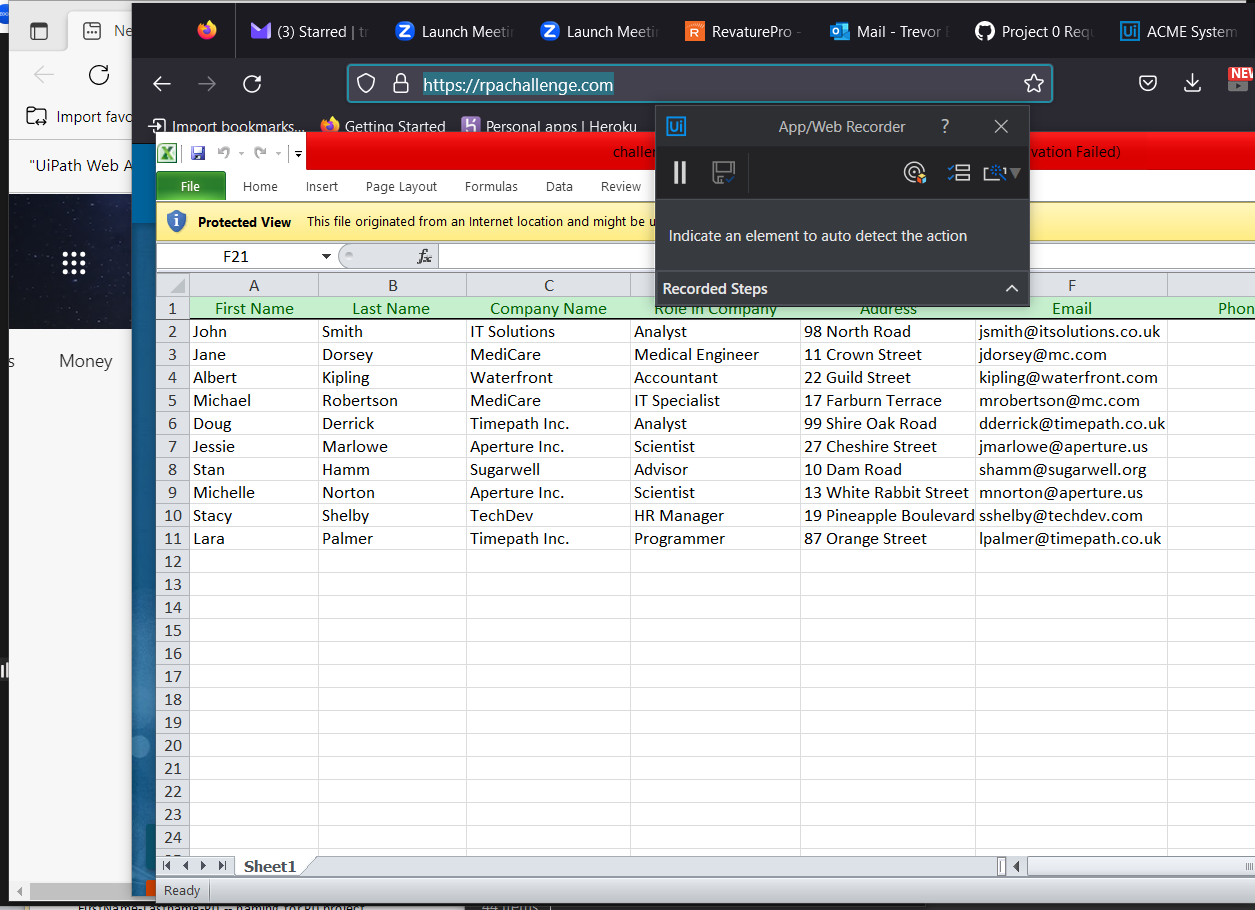 Ne
(3) Starred | tr
Launch Meetin
Launch Meetin
RevaturePro -
Mail - Trevor
Project 0 Requ
ACME System
https://rpachallenge.com
NEW
Import favo
Import bookmarks...
Getting Started
Personal apps | Heroku
Ui
App/Web Recorder
?
"UiPath Web A
challe
vation Failed)
File
Home
Insert
Page Layout
Formulas
Data
Review
Indicate an element to auto detect the action
Protected View
This file originated from an Internet location and might be u
F21
fx
Recorded Steps
A B C F
1 First Name Last Name Company Name Role in Company Address Email Phon
2 John Smith IT Solutions Analyst 98 North Road jsmith@itsolutions.co.uk
3 Jane Dorsey MediCare Medical Engineer 11 Crown Street jdorsey@mc.com
4 Albert Kipling Waterfront Accountant 22 Guild Street kipling@waterfront.com
5 Michael Robertson MediCare IT Specialist 17 Farburn Terrace mrobertson@mc.com
6 Doug Derrick Timepath Inc. Analyst 99 Shire Oak Road dderrick@timepath.co.uk
7 Jessie Marlowe Aperture Inc. Scientist 27 Cheshire Street jmarlowe@aperture.us
8 Stan Hamm Sugarwell Advisor 10 Dam Road shamm@sugarwell.org
9 Michelle Norton Aperture Inc. Scientist 13 White Rabbit Street mnorton@aperture.us
10 Stacy Shelby TechDev HR Manager 19 Pineapple Boulevard sshelby@techdev.com
11 Lara Palmer Timepath Inc. Programmer 87 Orange Street lpalmer@timepath.co.uk
12
13
14
15
16
17
18
19
20
21
22
23
24
s Money
Sheet1
Ready
44 items